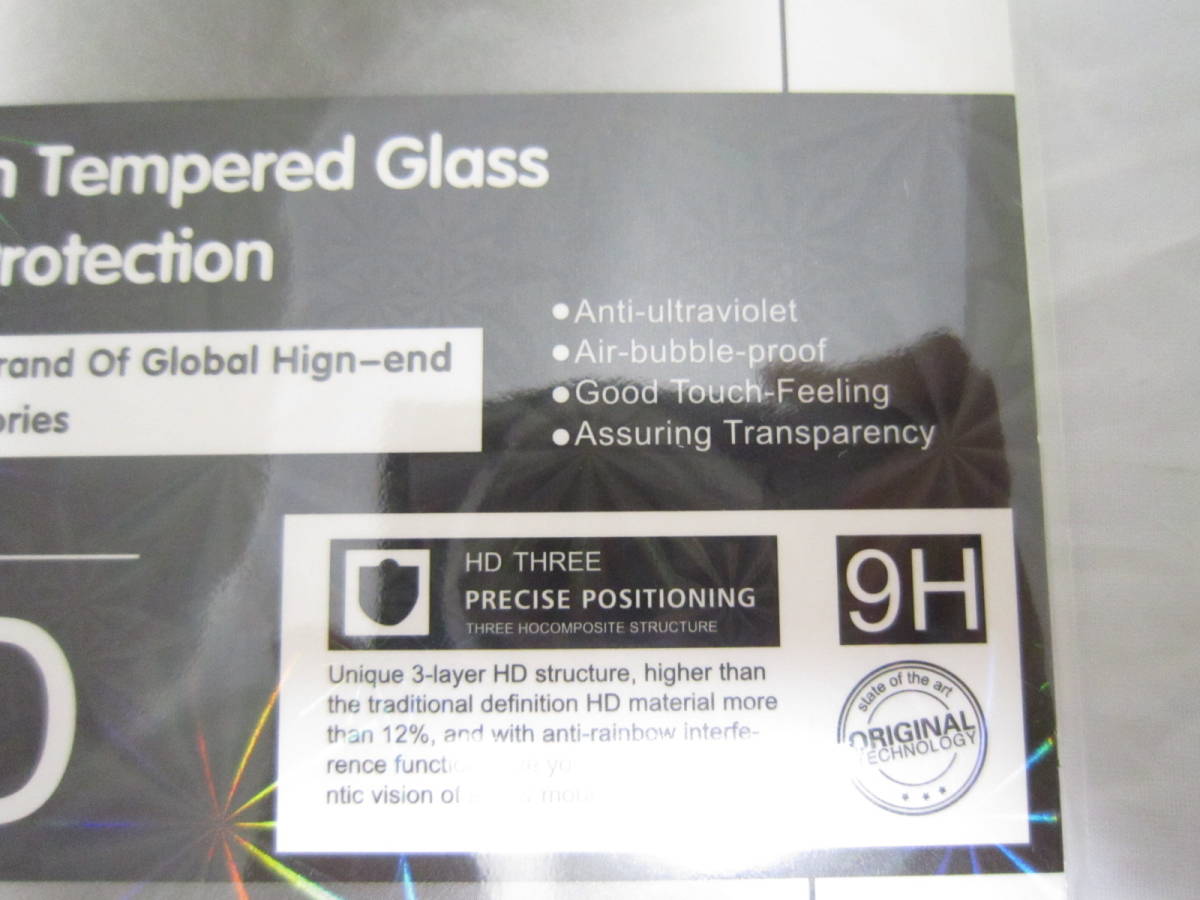 Tempered Glass
rotection
rand Of Global Hign-end
ories
●Anti-ultraviolet
●Air-bubble-proof
●Good Touch-Feeling
●Assuring Transparency
HD THREE
PRECISE POSITIONING
THREE HOCOMPOSITE STRUCTURE
9H
Unique 3-layer HD structure, higher than
the traditional definition HD material more
than 12%, and with anti-rainbow interfe-
rence
ntic vision of
state of the art
ORIGINAL
TECHNOLOGY